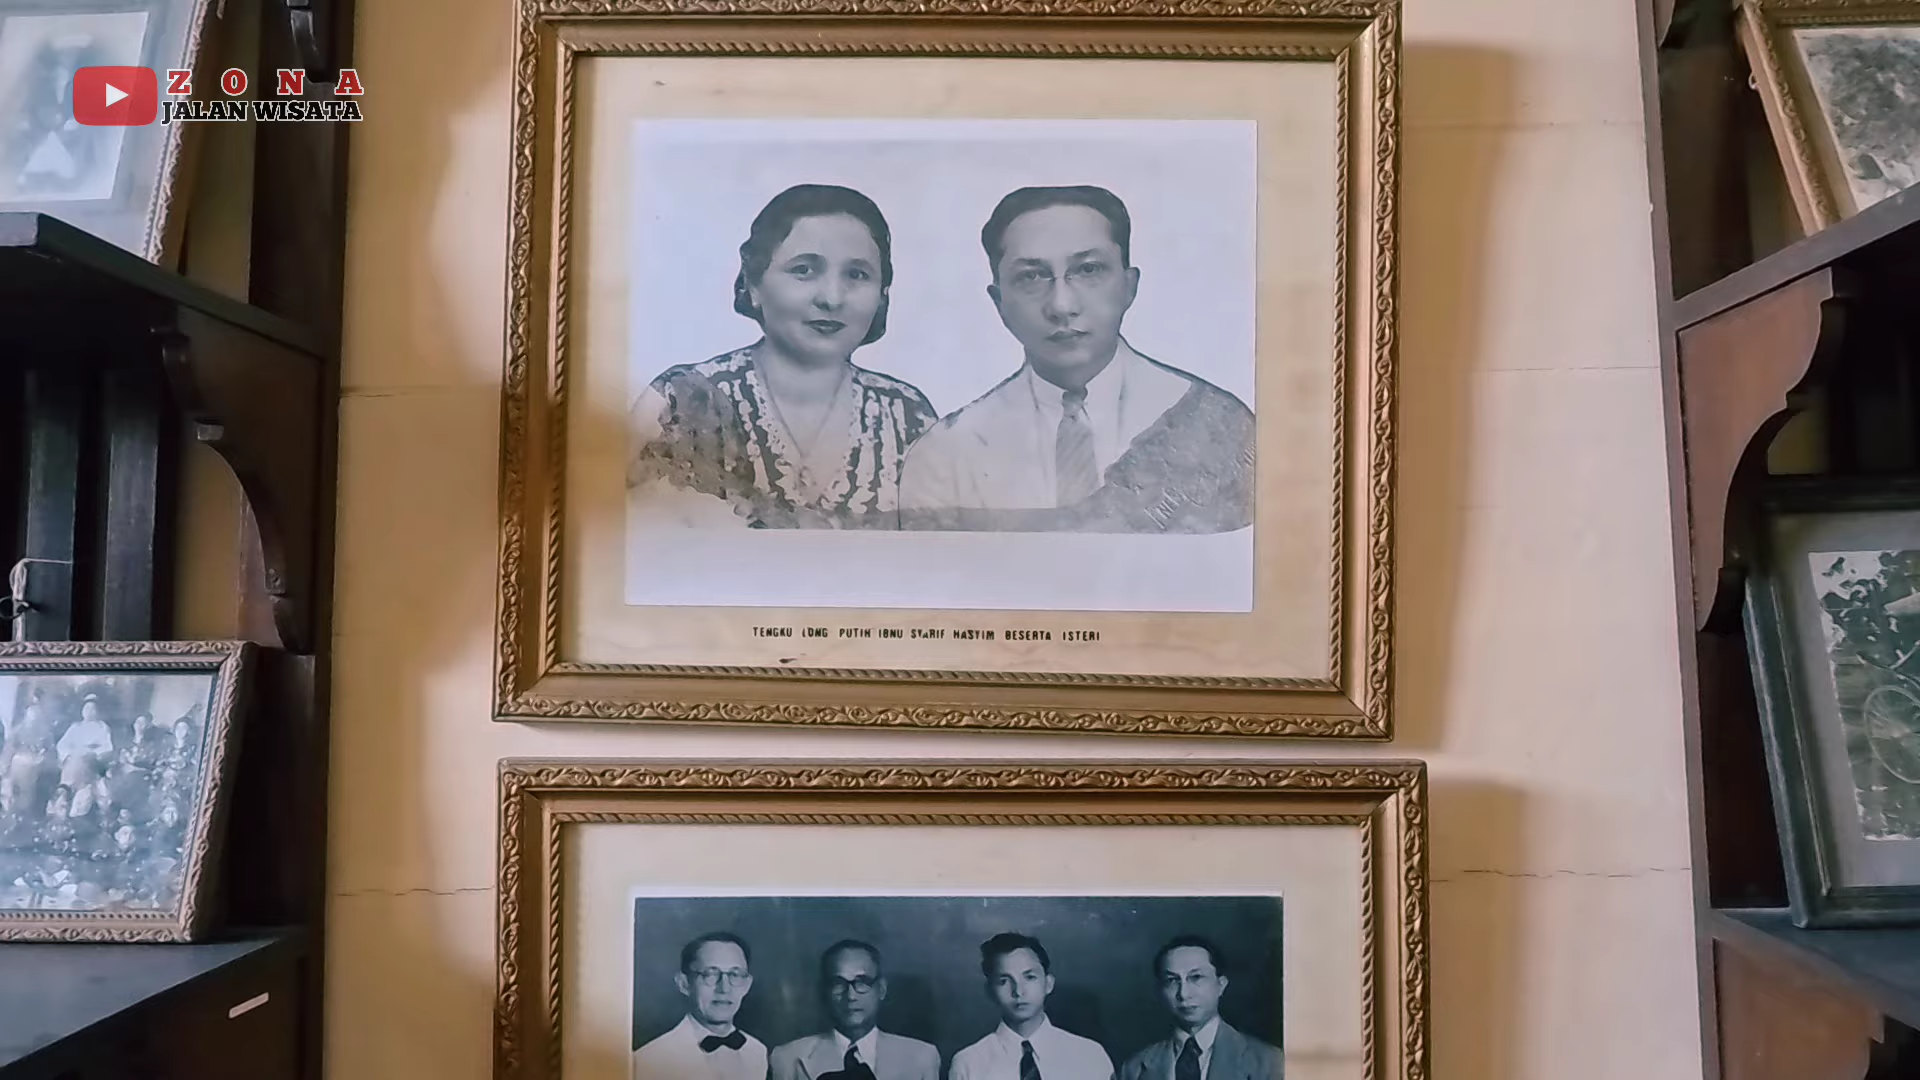 ZONA
JALAN WISATA
TENGKU LONG PUTIH IBNU SYARIF HASYIM BESERTA ISTERI